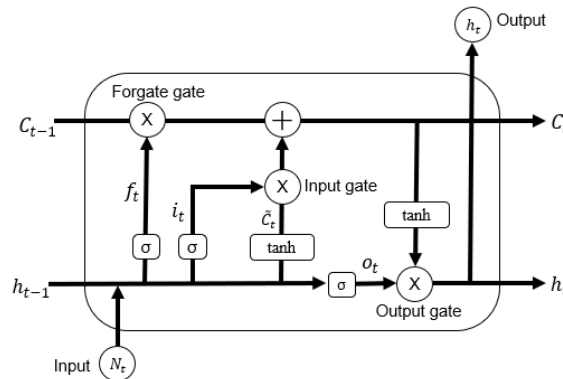 h_t Output
Forgate gate
C_{t-1} X + C
f_t i_t X Input gate
C̃_t
σ σ tanh tanh
h_{t-1} σ o_t X h
Output gate
Input N_t